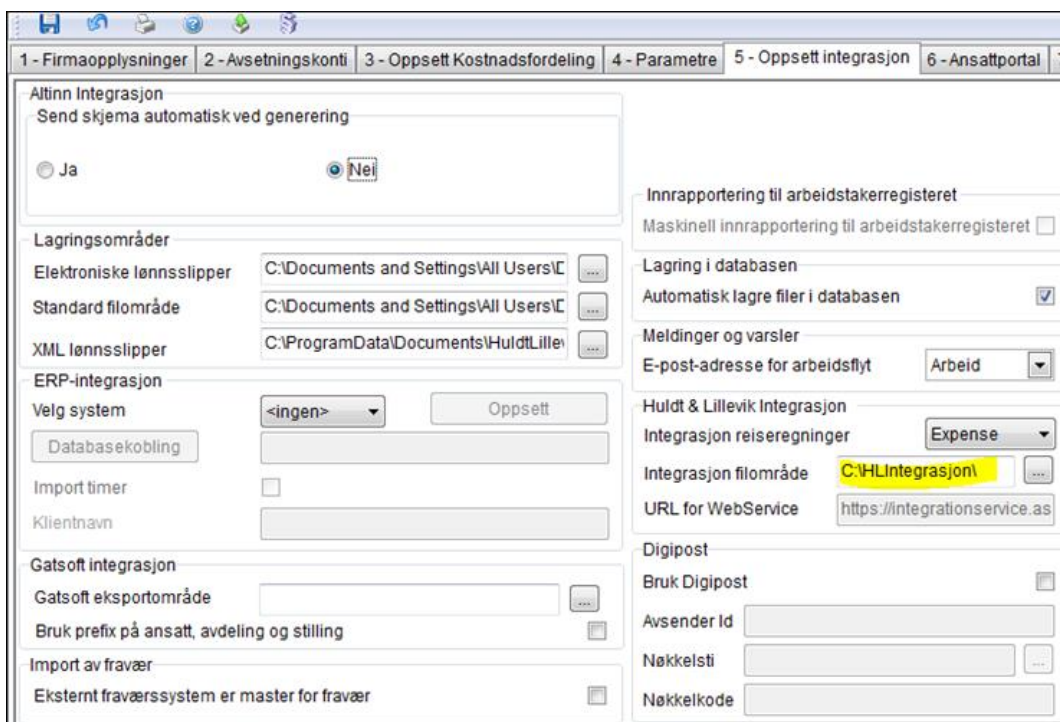 1 - Firmaopplysninger 2 - Avsetningskonti 3 - Oppsett Kostnadsfordeling 4 - Parametre 5 - Oppsett integrasjon 6 - Ansattportal
Altinn Integrasjon
Send skjema automatisk ved generering
Ja Nei
Lagringsområder
Elektroniske lønnsslipper C:\Documents and Settings\All Users\D ...
Standard filområde C:\Documents and Settings\All Users\D ...
XML lønnsslipper C:\ProgramData\Documents\HuldtLillev ...
ERP-integrasjon
Velg system <ingen> Oppsett
Databasekobling
Import timer
Klientnavn
Gatsoft integrasjon
Gatsoft eksportområde ...
Bruk prefix på ansatt, avdeling og stilling
Import av fravær
Eksternt fraværssystem er master for fravær
Innrapportering til arbeidstakerregisteret
Maskinell innrapportering til arbeidstakerregisteret
Lagring i databasen
Automatisk lagre filer i databasen
Meldinger og varsler
E-post-adresse for arbeidsflyt Arbeid
Huldt & Lillevik Integrasjon
Integrasjon reiseregninger Expense
Integrasjon filområde C:\HLIntegrasjon\ ...
URL for WebService https://integrationservice.as
Digipost
Bruk Digipost
Avsender Id
Nøkkelsti ...
Nøkkelkode